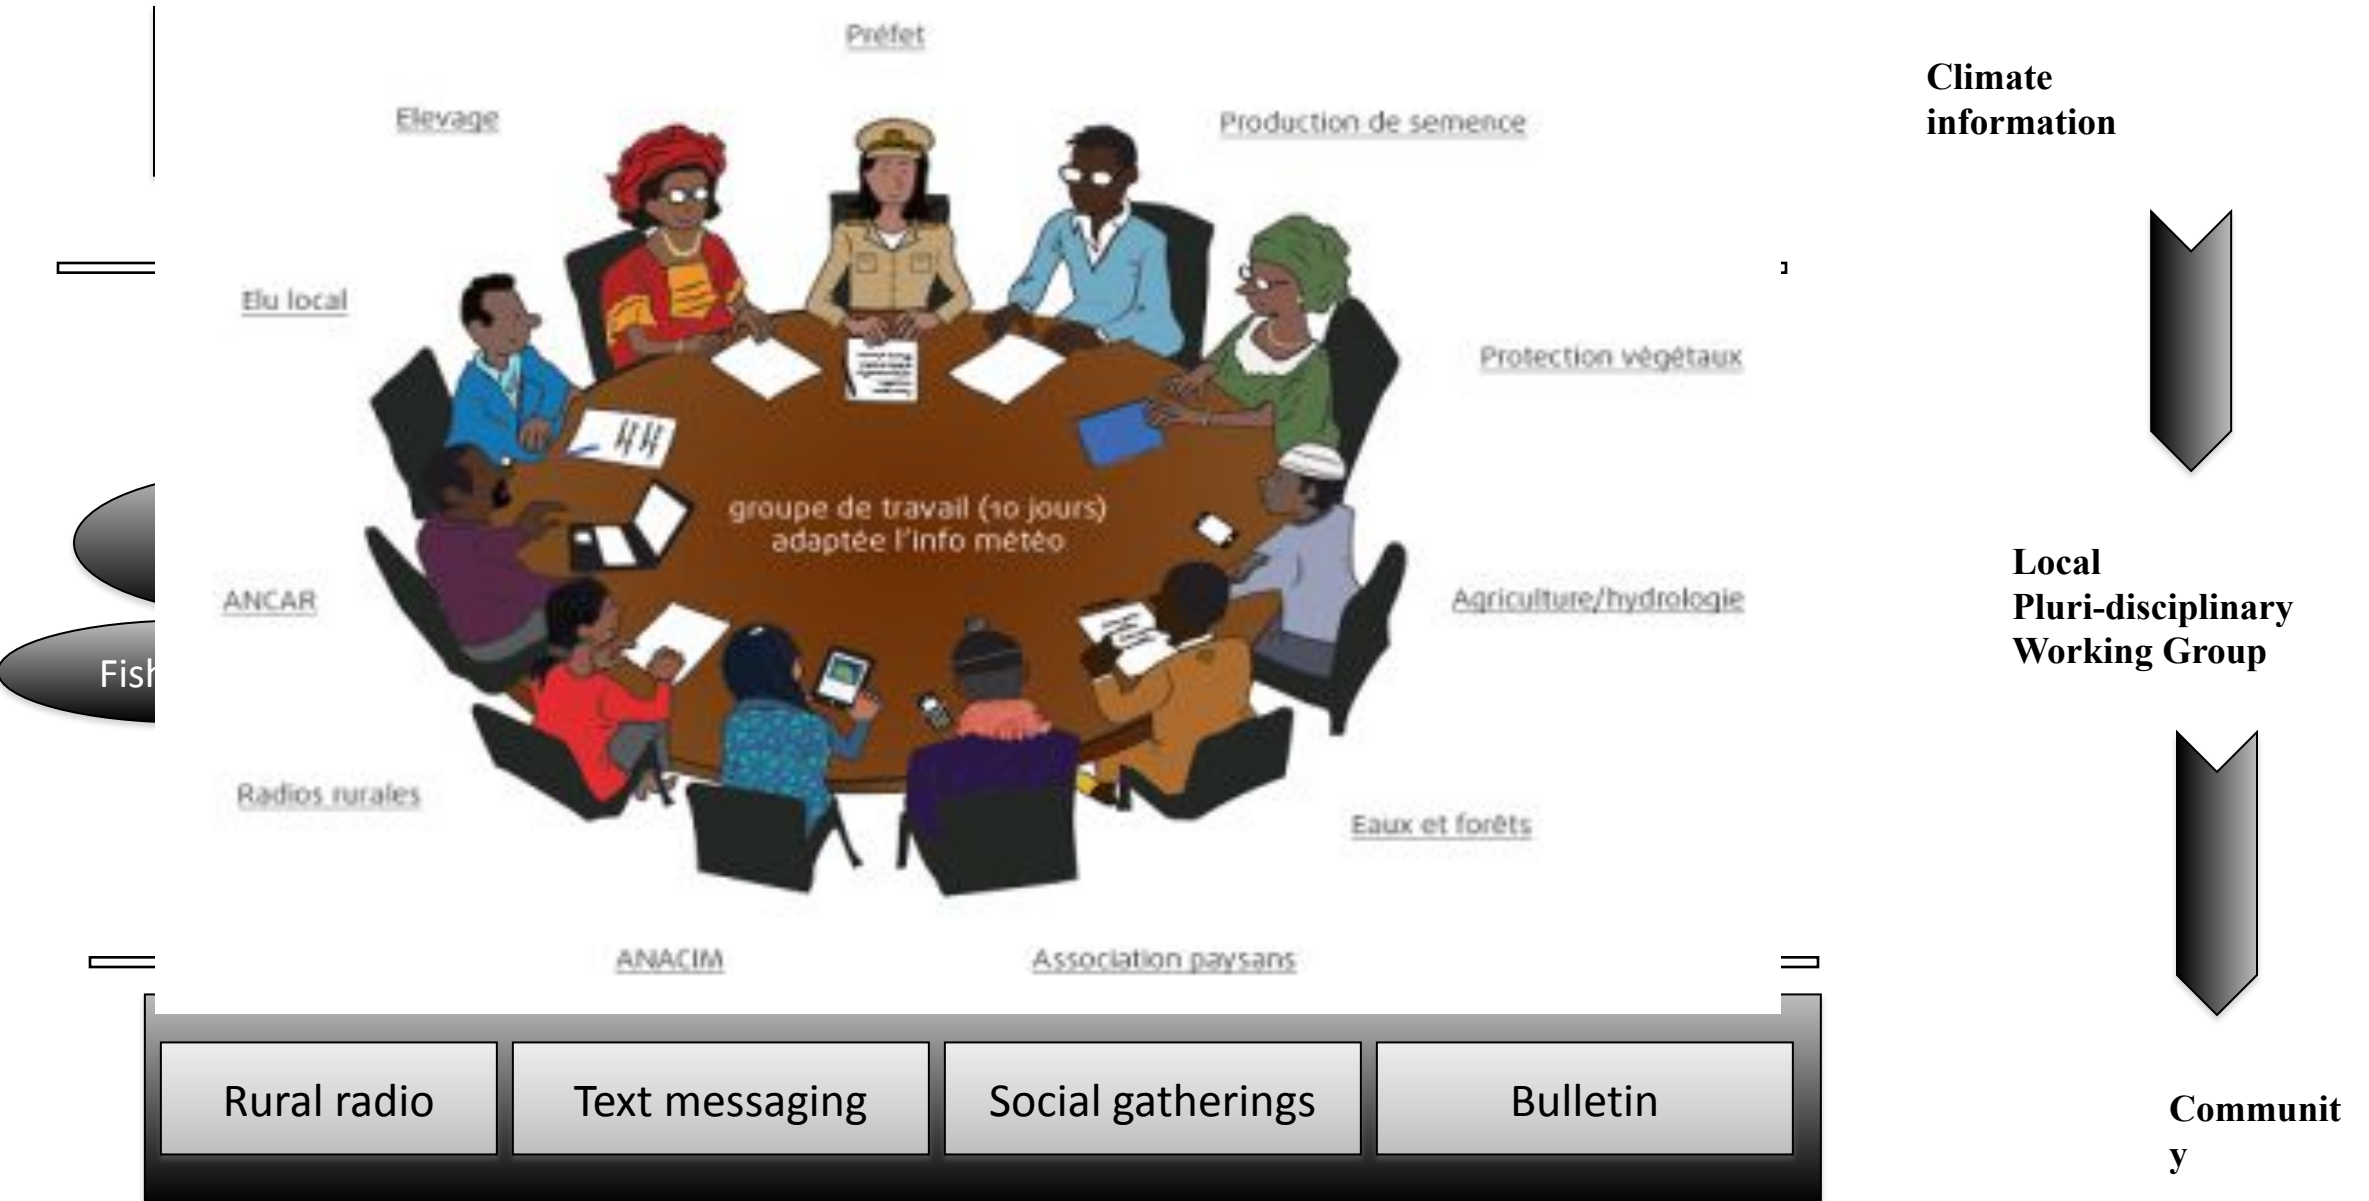 Préfet
Elevage
Production de semence
Elu local
Protection végétaux
groupe de travail (10 jours)
adaptée l'info météo
ANCAR
Agriculture/hydrologie
Radios rurales
Eaux et forêts
ANACIM
Association paysans
Fish
Rural radio
Text messaging
Social gatherings
Bulletin
Climate
information
Local
Pluri-disciplinary
Working Group
Communit
y